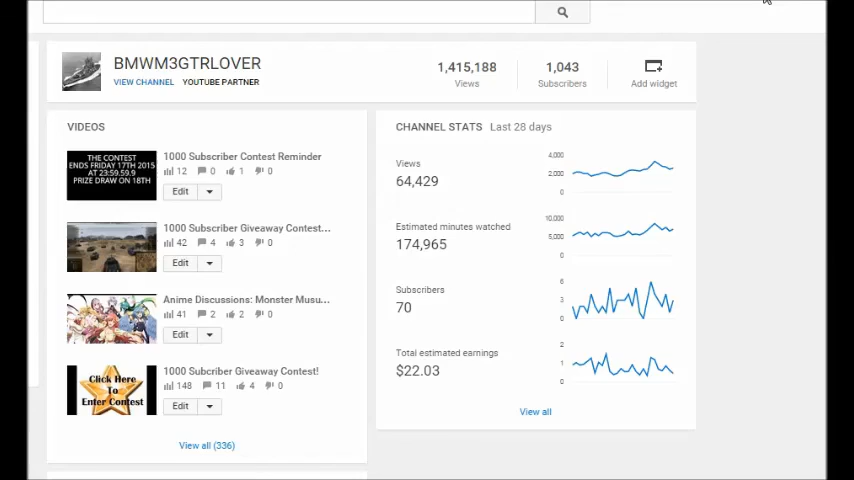 BMWM3GTRLOVER
VIEW CHANNEL YOUTUBE PARTNER
1,415,188
Views
1,043
Subscribers
Add widget
VIDEOS
THE CONTEST
ENDS FRIDAY 17TH 2015
AT 23:59.59.9
PRIZE DRAW ON 18TH
1000 Subscriber Contest Reminder
12 0 1 0
Edit
1000 Subscriber Giveaway Contest...
42 4 3 0
Edit
Anime Discussions: Monster Musu...
41 2 2 0
Edit
Click Here
To
Enter Contest
1000 Subcriber Giveaway Contest!
148 11 4 0
Edit
View all (336)
CHANNEL STATS Last 28 days
Views
64,429
4,000
2,000
0
Estimated minutes watched
174,965
10,000
5,000
0
Subscribers
70
6
3
0
Total estimated earnings
$22.03
2
1
0
View all